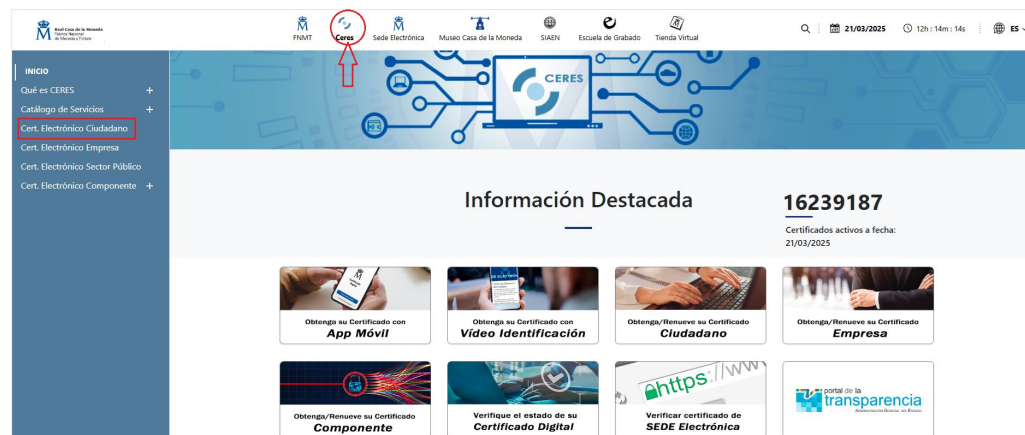 Real Casa de la Moneda
Fábrica Nacional
de Moneda y Timbre
FNMT
Ceres
Sede Electrónica
Museo Casa de la Moneda
SIAEN
Escuela de Grabado
Tienda Virtual
21/03/2025
12h : 14m : 14s
ES
INICIO
Qué es CERES +
Catálogo de Servicios +
Cert. Electrónico Ciudadano
Cert. Electrónico Empresa
Cert. Electrónico Sector Público
Cert. Electrónico Componente +
CERES
Información Destacada
16239187
Certificados activos a fecha:
21/03/2025
Obtenga su Certificado con
App Móvil
Obtenga su Certificado con
Vídeo Identificación
Obtenga/Renueve su Certificado
Ciudadano
Obtenga/Renueve su Certificado
Empresa
Obtenga/Renueve su Certificado
Componente
Verifique el estado de su
Certificado Digital
https://www
Verificar certificado de
SEDE Electrónica
portal de la
transparencia
Administración General del Estado